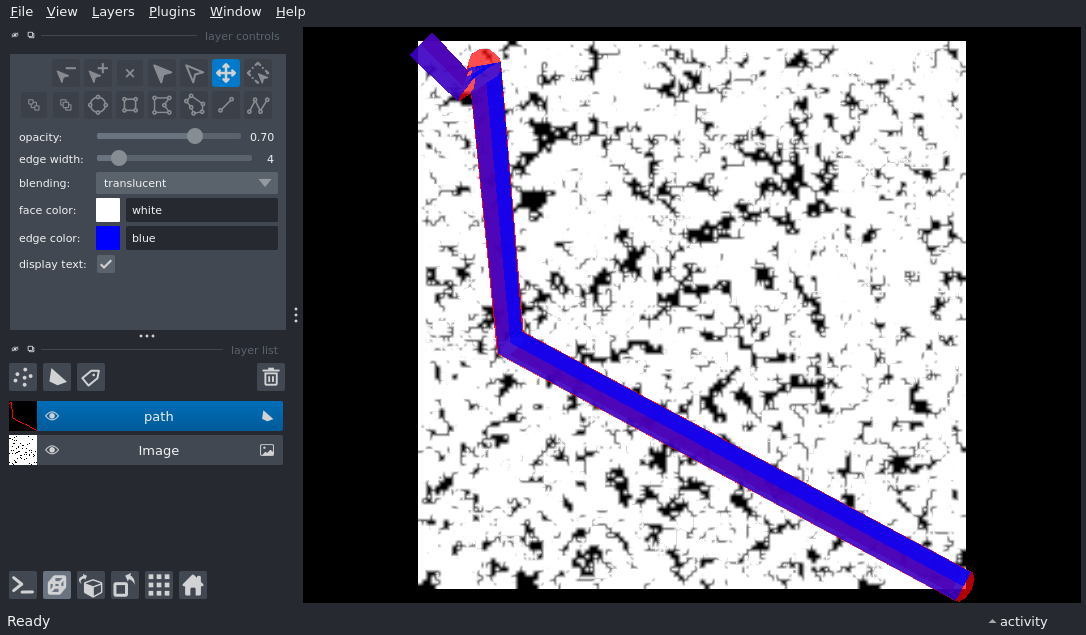 File View Layers Plugins Window Help
layer controls
opacity: 0.70
edge width: 4
blending: translucent
face color: white
edge color: blue
display text:
layer list
path
Image
Ready
activity